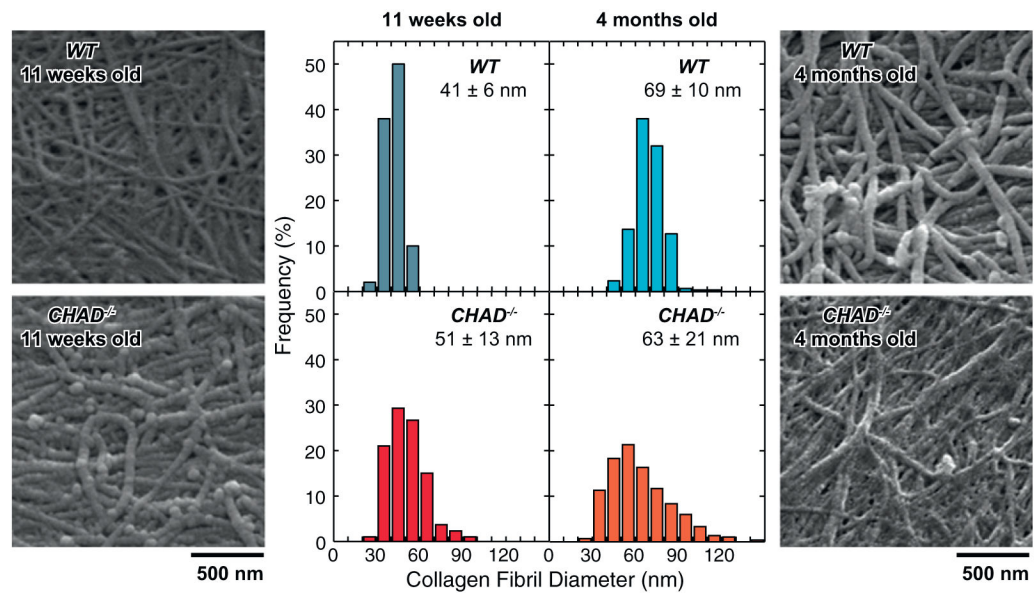 11 weeks old
4 months old
WT
11 weeks old
WT
41 ± 6 nm
WT
69 ± 10 nm
WT
4 months old
50
40
30
20
10
0
Frequency (%)
CHAD-/-
11 weeks old
CHAD-/-
51 ± 13 nm
CHAD-/-
63 ± 21 nm
CHAD-/-
4 months old
50
40
30
20
10
0
0 30 60 90 120 0 30 60 90 120
Collagen Fibril Diameter (nm)
500 nm
500 nm